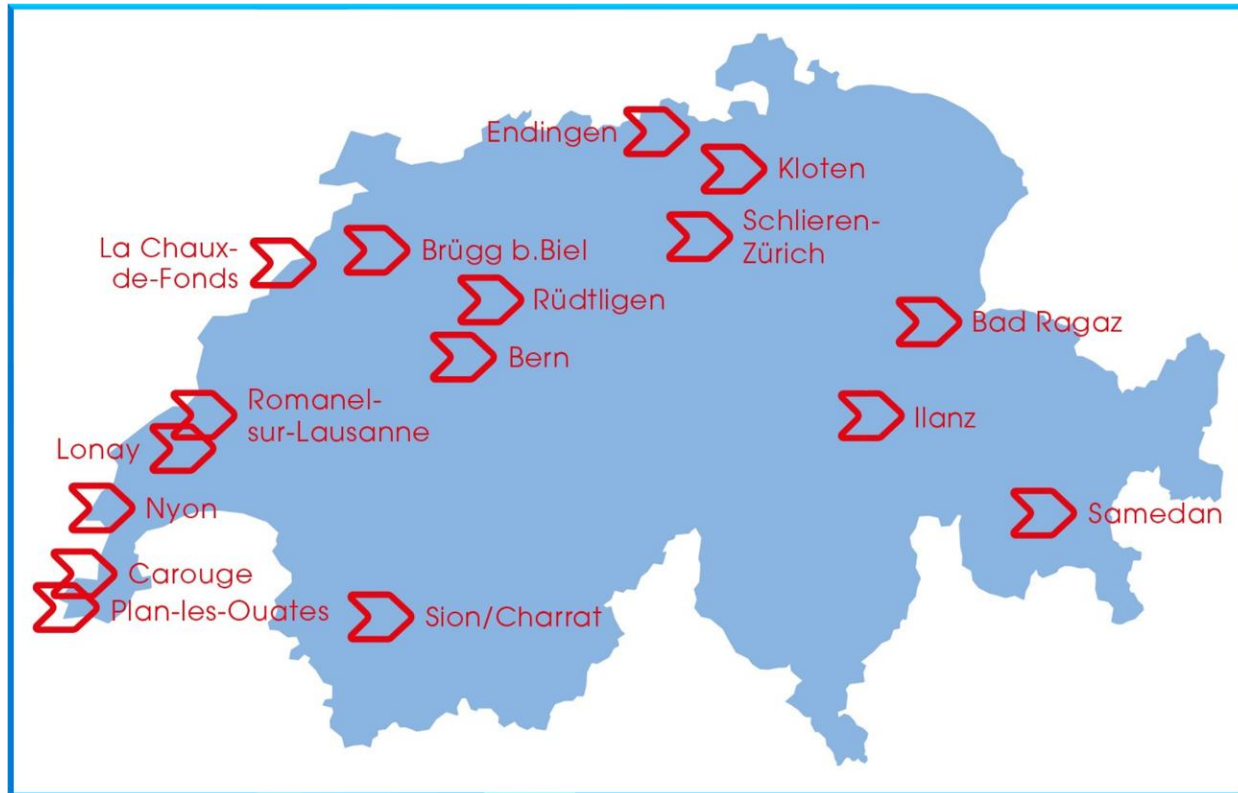 Endingen
Kloten
Schlieren-
Zürich
La Chaux-
de-Fonds
Brügg b.Biel
Rüdtligen
Bad Ragaz
Bern
Romanel-
sur-Lausanne
Ilanz
Lonay
Nyon
Samedan
Carouge
Plan-les-Ouates
Sion/Charrat